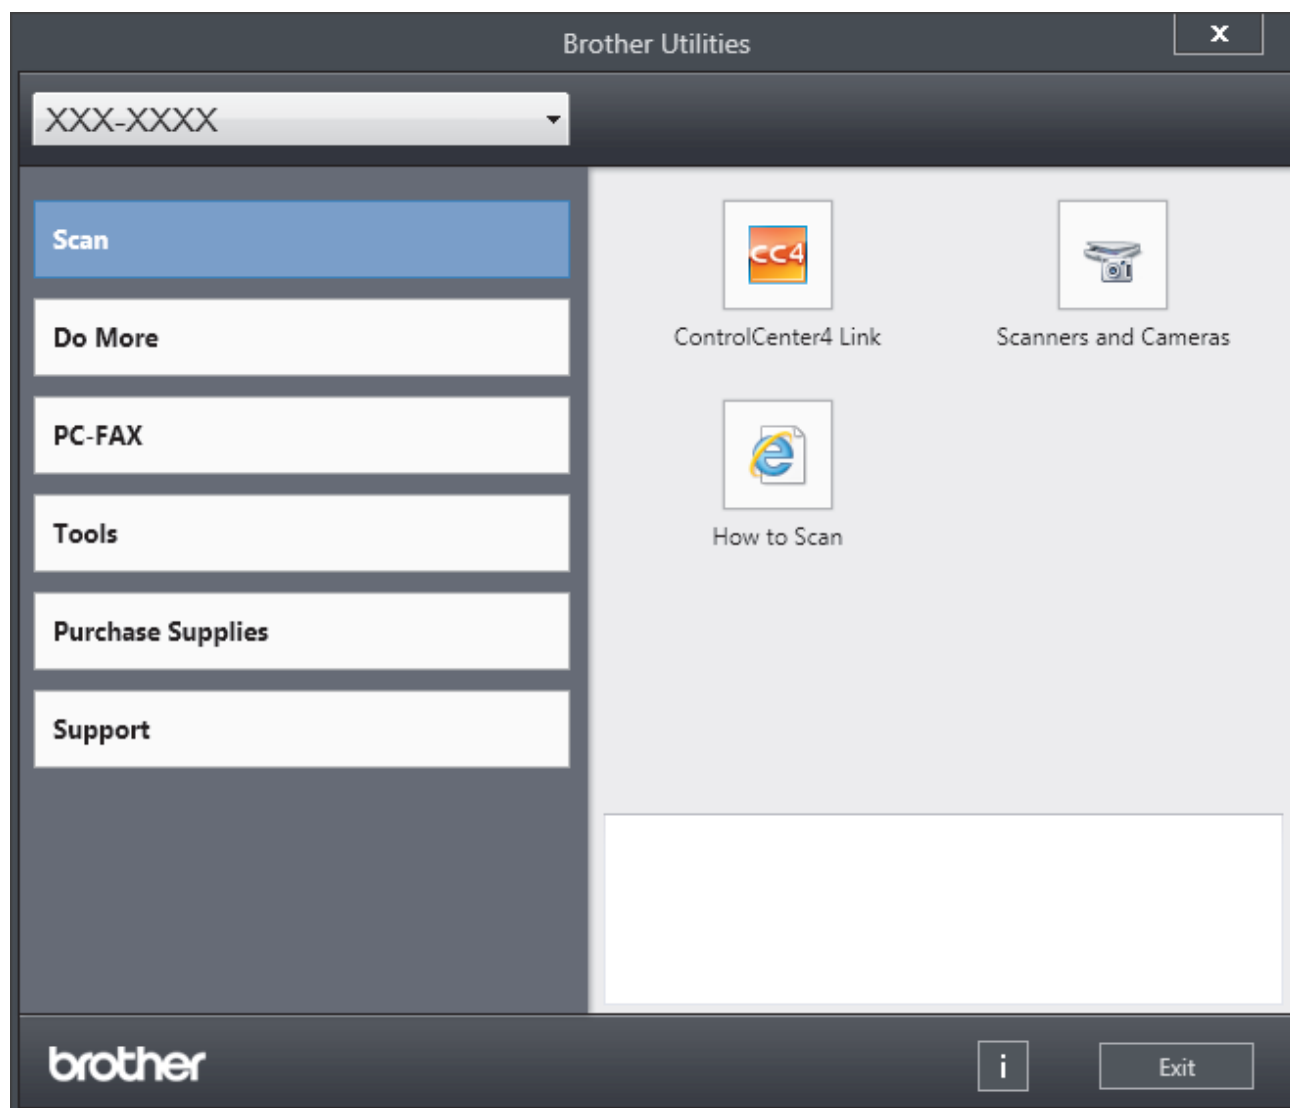 Brother Utilities
x
XXX-XXXX
Scan
Do More
PC-FAX
Tools
Purchase Supplies
Support
CC4
ControlCenter4 Link
Scanners and Cameras
How to Scan
brother
i
Exit